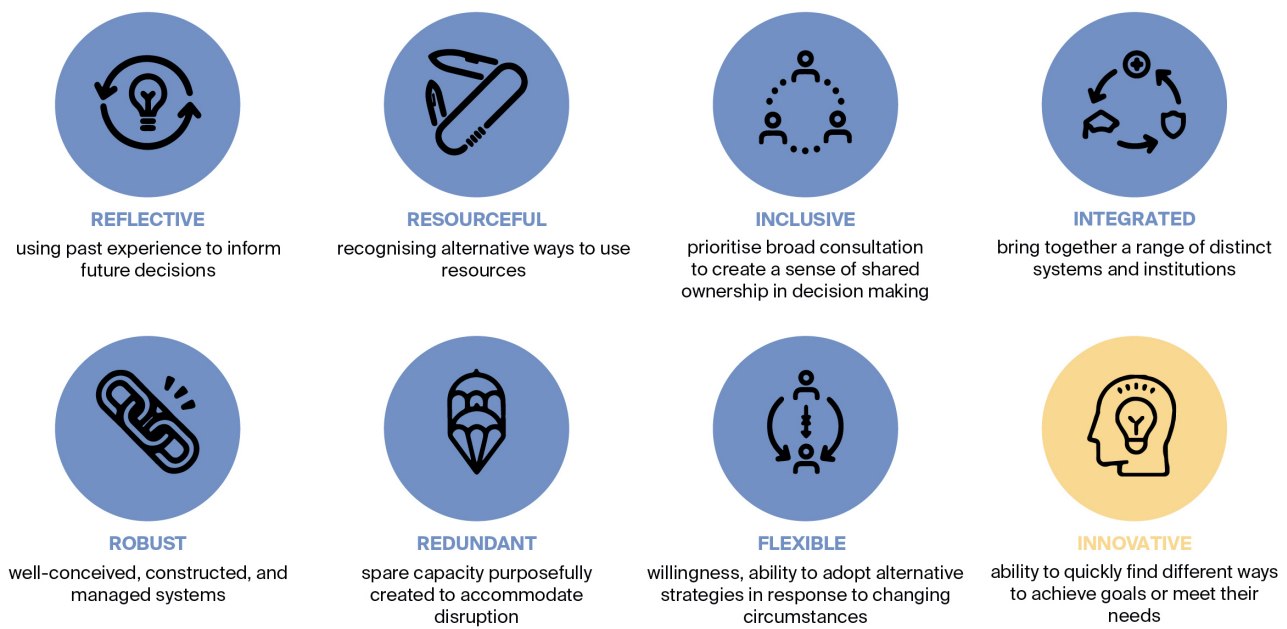 REFLECTIVE
using past experience to inform
future decisions
RESOURCEFUL
recognising alternative ways to use
resources
INCLUSIVE
prioritise broad consultation
to create a sense of shared
ownership in decision making
INTEGRATED
bring together a range of distinct
systems and institutions
ROBUST
well-conceived, constructed, and
managed systems
REDUNDANT
spare capacity purposefully
created to accommodate
disruption
FLEXIBLE
willingness, ability to adopt alternative
strategies in response to changing
circumstances
INNOVATIVE
ability to quickly find different ways
to achieve goals or meet their
needs